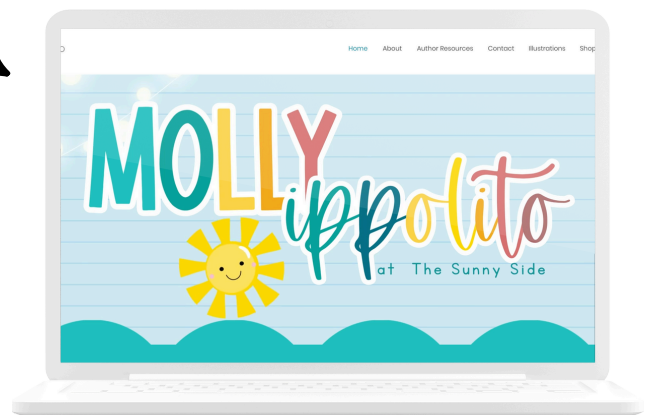 Home About Author Resources Contact Illustrations Shop
MOLLY
ippolito
at The Sunny Side